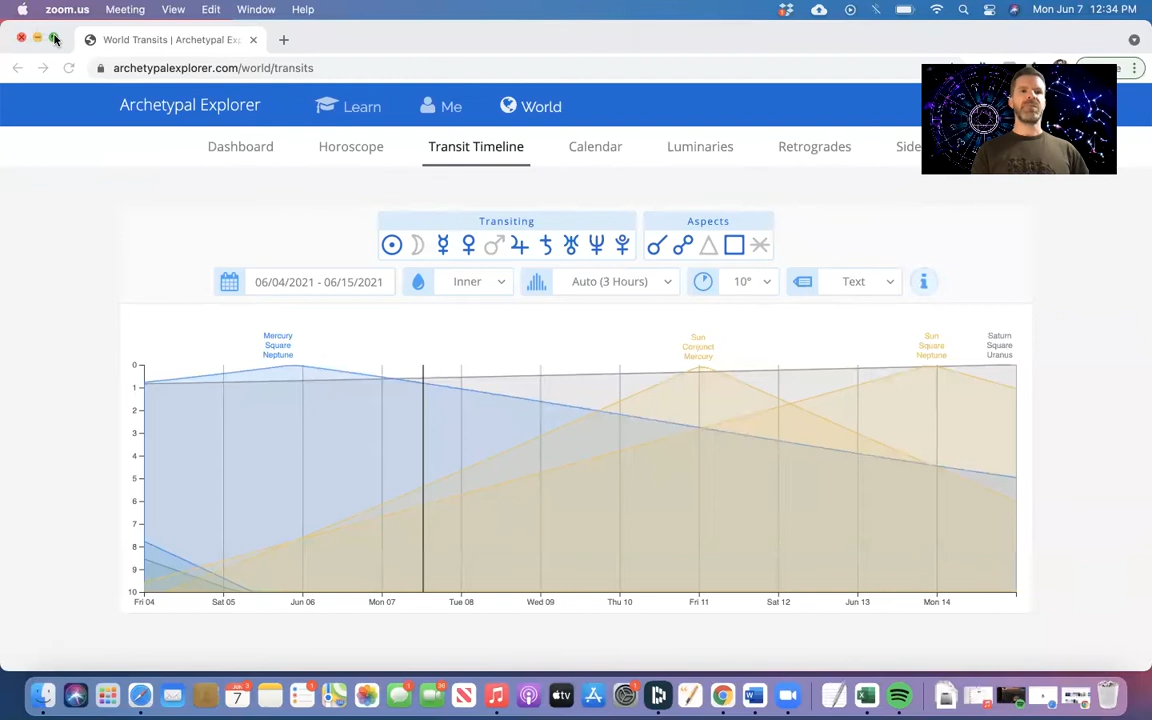 zoom.us Meeting View Edit Window Help Mon Jun 7 12:34 PM
World Transits | Archetypal Ex
archetypalexplorer.com/world/transits
Archetypal Explorer Learn Me World
Dashboard Horoscope Transit Timeline Calendar Luminaries Retrogrades Side
Transiting Aspects
06/04/2021 - 06/15/2021 Inner Auto (3 Hours) 10° Text i
Mercury
Square
Neptune
Sun
Conjunct
Mercury
Sun
Square
Neptune
Saturn
Square
Uranus
0
1
2
3
4
5
6
7
8
9
10
Fri 04 Sat 05 Jun 06 Mon 07 Tue 08 Wed 09 Thu 10 Fri 11 Sat 12 Jun 13 Mon 14
7
tv
W